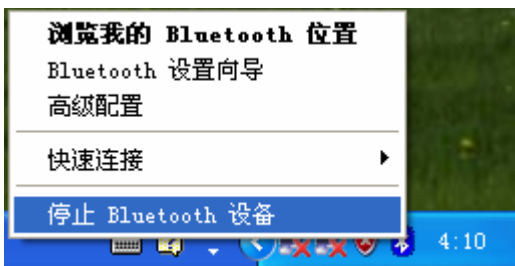 浏览我的 Bluetooth 位置
Bluetooth 设置向导
高级配置
快速连接
停止 Bluetooth 设备
4:10